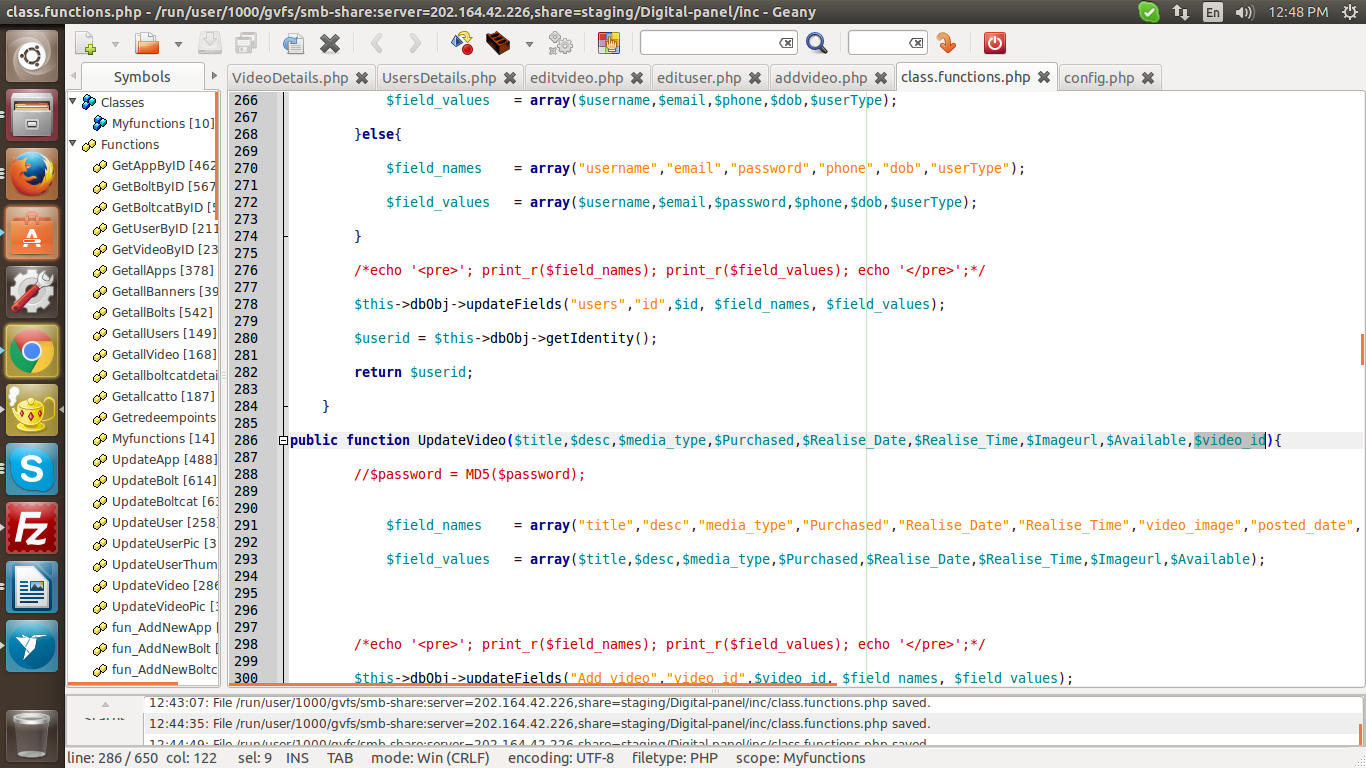 class.functions.php - /run/user/1000/gvfs/smb-share:server=202.164.42.226,share=staging/Digital-panel/inc - Geany
En
12:48 PM
Symbols
VideoDetails.php
UsersDetails.php
editvideo.php
edituser.php
addvideo.php
class.functions.php
config.php
Classes
Myfunctions [10]
Functions
GetAppByID [462
GetBoltByID [567
GetBoltcatByID [5
GetUserByID [211
GetVideoByID [23
GetallApps [378]
GetallBanners [39
GetallBolts [542]
GetallUsers [149]
GetallVideo [168]
Getallboltcatdetai
Getallcatto [187]
Getredeempoints
Myfunctions [14]
UpdateApp [488]
UpdateBolt [614]
UpdateBoltcat [63
UpdateUser [258]
UpdateUserPic [3
UpdateUserThum
UpdateVideo [286
UpdateVideoPic [3
fun_AddNewApp [
fun_AddNewBolt [
fun_AddNewBoltc
266 $field_values = array($username,$email,$phone,$dob,$userType);
267
268 }else{
269
270 $field_names = array("username","email","password","phone","dob","userType");
271
272 $field_values = array($username,$email,$password,$phone,$dob,$userType);
273
274 }
275
276 /*echo '<pre>'; print_r($field_names); print_r($field_values); echo '</pre>';*/
277
278 $this->dbObj->updateFields("users","id",$id, $field_names, $field_values);
279
280 $userid = $this->dbObj->getIdentity();
281
282 return $userid;
283
284 }
285
286 public function UpdateVideo($title,$desc,$media_type,$Purchased,$Realise_Date,$Realise_Time,$Imageurl,$Available,$video_id){
287
288 //$password = MD5($password);
289
290
291 $field_names = array("title","desc","media_type","Purchased","Realise_Date","Realise_Time","video_image","posted_date",
292
293 $field_values = array($title,$desc,$media_type,$Purchased,$Realise_Date,$Realise_Time,$Imageurl,$Available);
294
295
296
297
298 /*echo '<pre>'; print_r($field_names); print_r($field_values); echo '</pre>';*/
299
300 $this->dbObj->updateFields("Add_video","video_id",$video_id, $field_names, $field_values);
12:43:07: File /run/user/1000/gvfs/smb-share:server=202.164.42.226,share=staging/Digital-panel/inc/class.functions.php saved.
12:44:35: File /run/user/1000/gvfs/smb-share:server=202.164.42.226,share=staging/Digital-panel/inc/class.functions.php saved.
12:44:49: File /run/user/1000/gvfs/smb-share:server=202.164.42.226,share=staging/Digital-panel/inc/class.functions.php saved.
line: 286 / 650 col: 122 sel: 9 INS TAB mode: Win (CRLF) encoding: UTF-8 filetype: PHP scope: Myfunctions